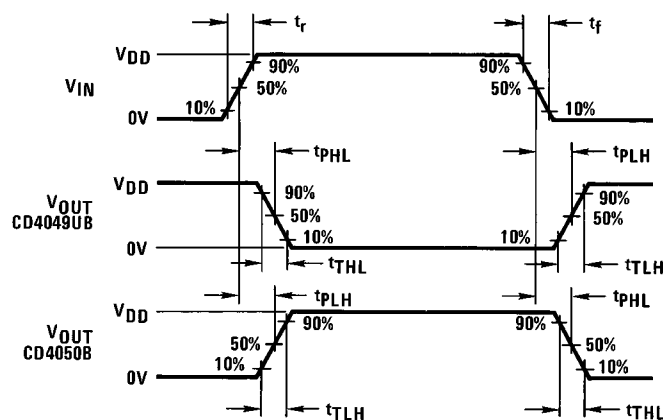 tr
tf
VDD
90%
90%
VIN
50%
50%
0V
10%
10%
tPHL
tPLH
VDD
90%
90%
VOUT
CD4049UB
50%
50%
0V
10%
10%
tTHL
tTLH
tPLH
tPHL
VDD
90%
90%
VOUT
CD4050B
50%
50%
10%
10%
0V
tTLH
tTHL